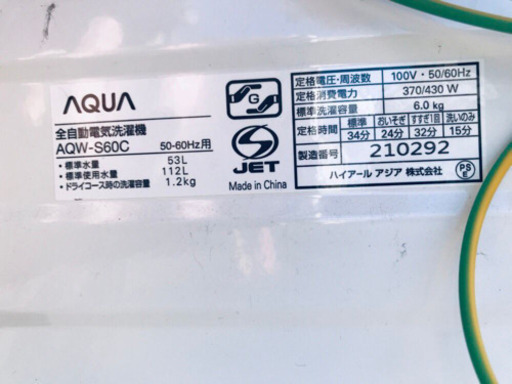 AQUA
全自動電気洗濯機
AQW-S60C 50-60Hz用
・標準水量 53L
・標準使用水量 112L
・ドライコース時の洗濯容量 1.2kg
G
S
JET
Made in China
定格電圧・周波数 100V・50/60Hz
定格消費電力 370/430 W
標準洗濯容量 6.0kg
定格時間 標準 おいそぎ すすぎ1回 洗いのみ
34分 24分 32分 15分
製造番号 210292
ハイアール アジア 株式会社
PS
E